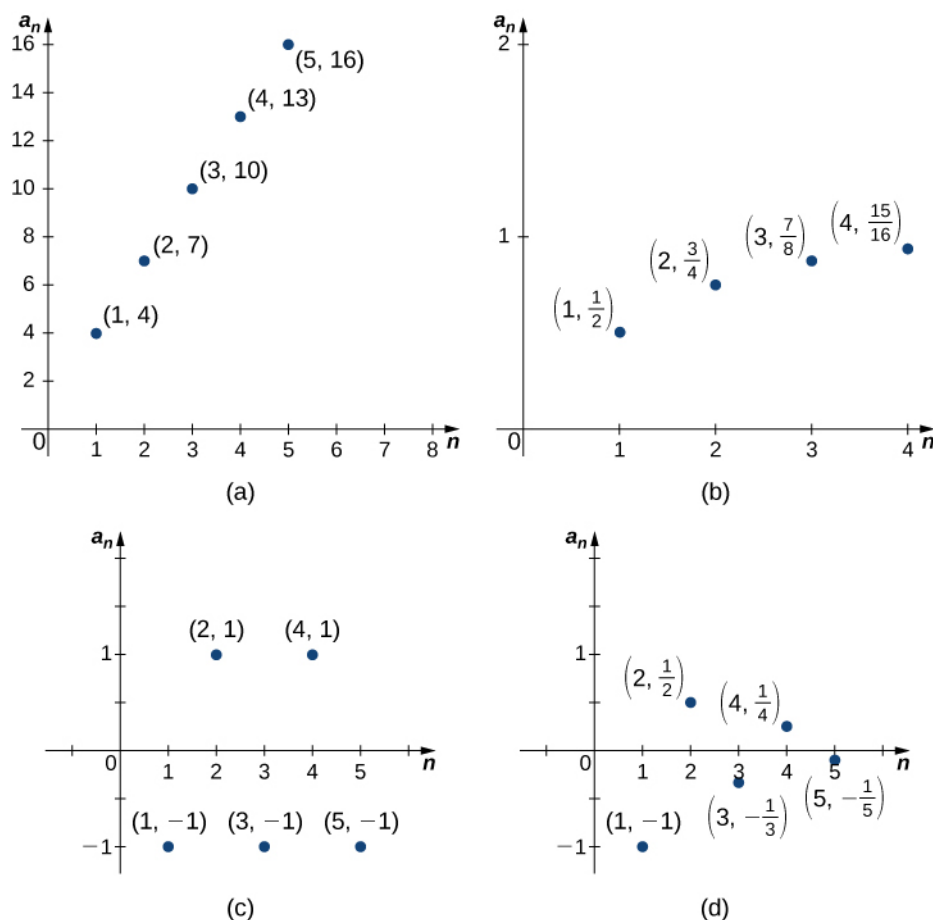 aₙ
16
(5, 16)
14
(4, 13)
12
(3, 10)
10
8
(2, 7)
6
(1, 4)
4
2
0
1 2 3 4 5 6 7 8 n
(a)
aₙ
2
1
(1, 1/2)
(2, 3/4)
(3, 7/8)
(4, 15/16)
0
1 2 3 4 n
(b)
aₙ
(2, 1) (4, 1)
1
0 1 2 3 4 5 n
(1, −1) (3, −1) (5, −1)
−1
(c)
aₙ
1
(2, 1/2)
(4, 1/4)
0 1 2 3 4 5 n
(1, −1)
(3, −1/3)
(5, −1/5)
−1
(d)